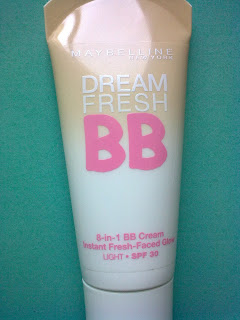 MAYBELLINE
NEW YORK
DREAM
FRESH
BB
8-in-1 BB Cream
Instant Fresh-Faced Glow
LIGHT • SPF 30